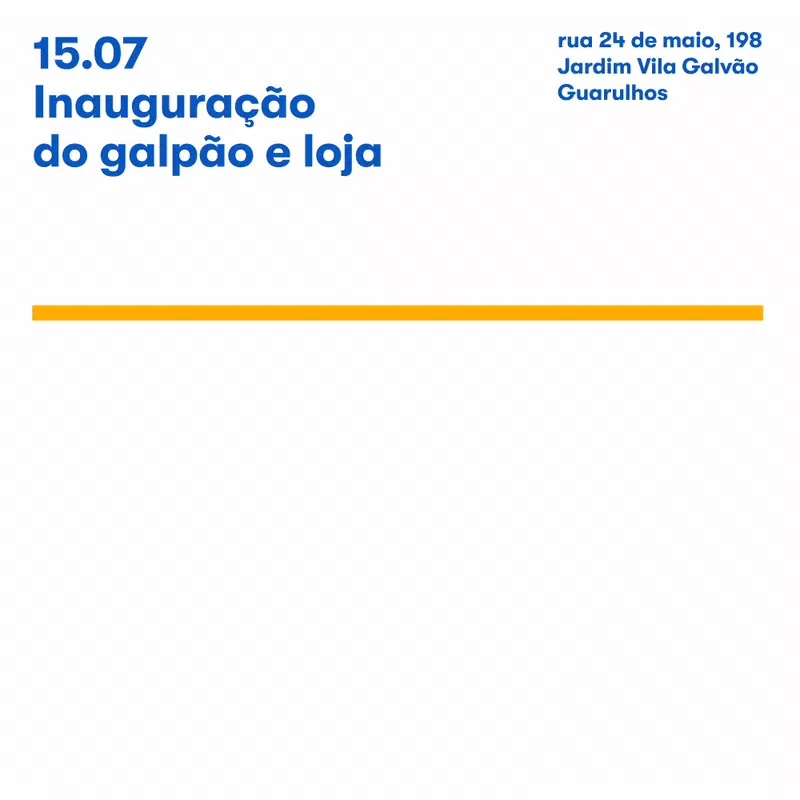 15.07
Inauguração
do galpão e loja
rua 24 de maio, 198
Jardim Vila Galvão
Guarulhos